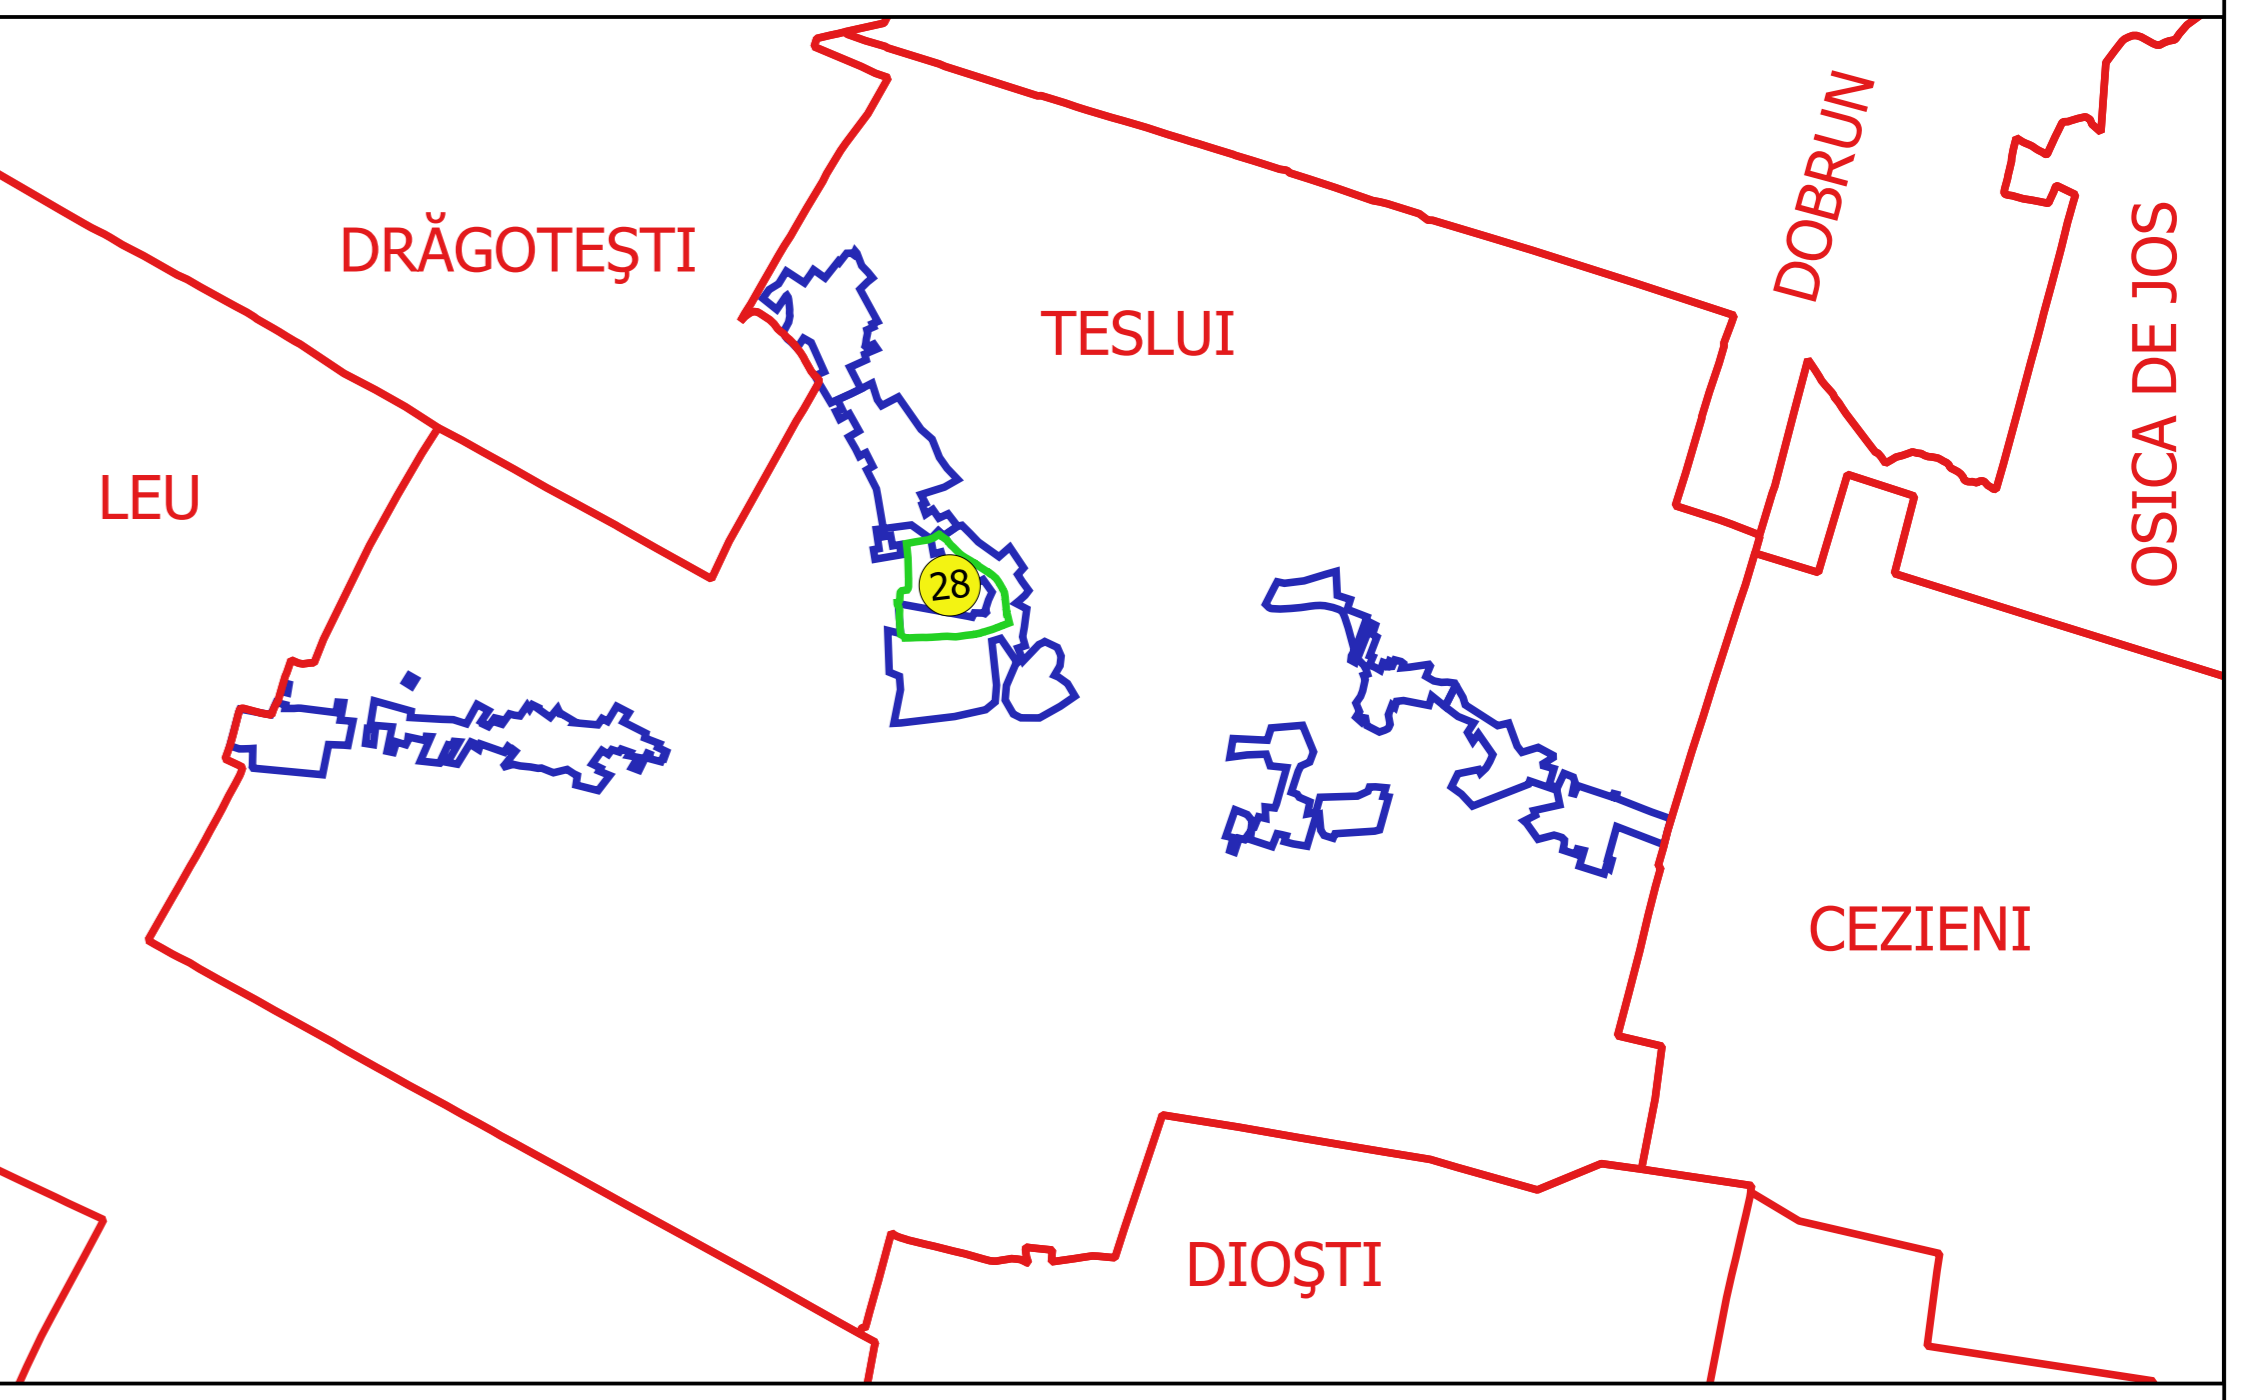 DOBRUN
DRĂGOTEŞTI
TESLUI
OSICA DE JOS
LEU
28
CEZIENI
DIOŞTI